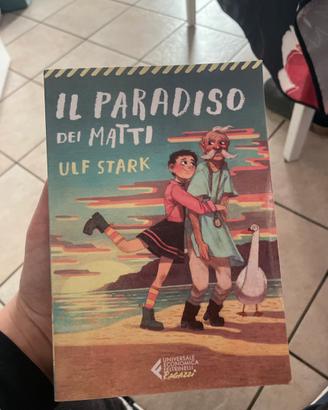 IL PARADISO
DEI MATTI
ULF STARK
UNIVERSALE
ECONOMICA
FELTRINELLI
RAGAZZI